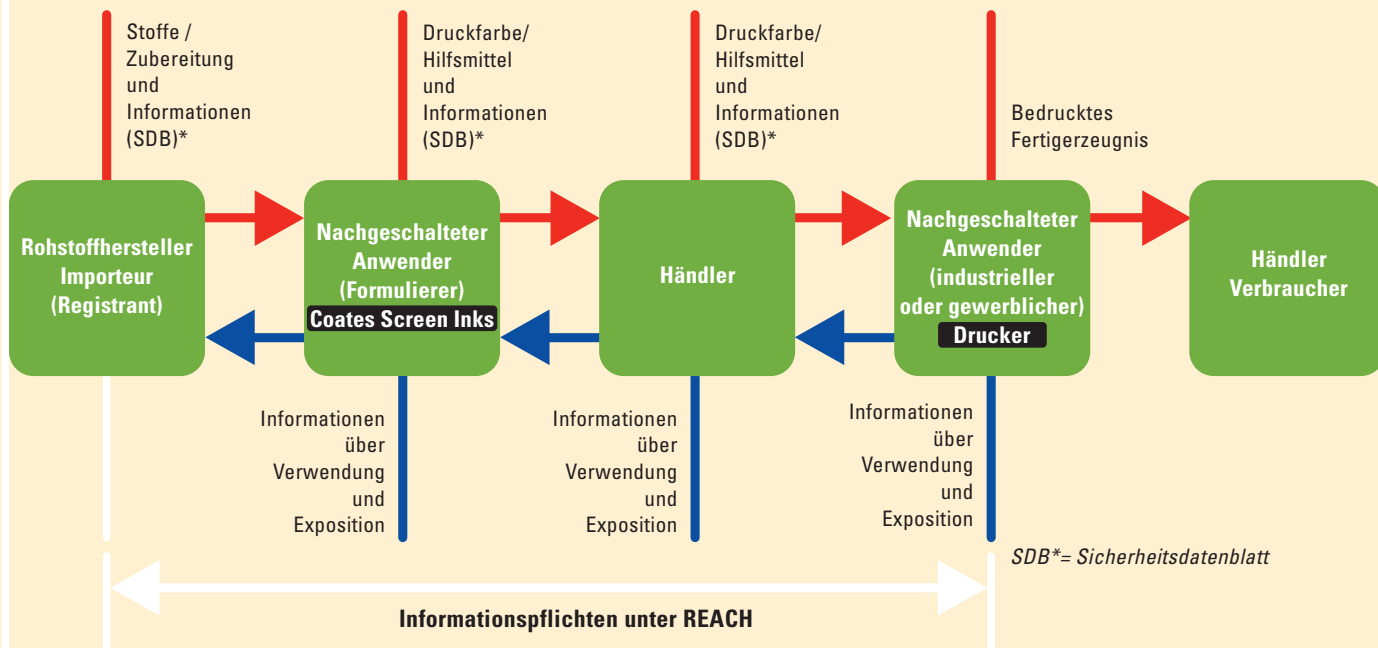 Stoffe /
Zubereitung
und
Informationen
(SDB)*
Druckfarbe/
Hilfsmittel
und
Informationen
(SDB)*
Druckfarbe/
Hilfsmittel
und
Informationen
(SDB)*
Bedrucktes
Fertigerzeugnis
Rohstoffhersteller
Importeur
(Registrant)
Nachgeschalteter
Anwender
(Formulierer)
Coates Screen Inks
Händler
Nachgeschalteter
Anwender
(industrieller
oder gewerblicher)
Drucker
Händler
Verbraucher
Informationen
über
Verwendung
und
Exposition
Informationen
über
Verwendung
und
Exposition
Informationen
über
Verwendung
und
Exposition
SDB*= Sicherheitsdatenblatt
Informationspflichten unter REACH